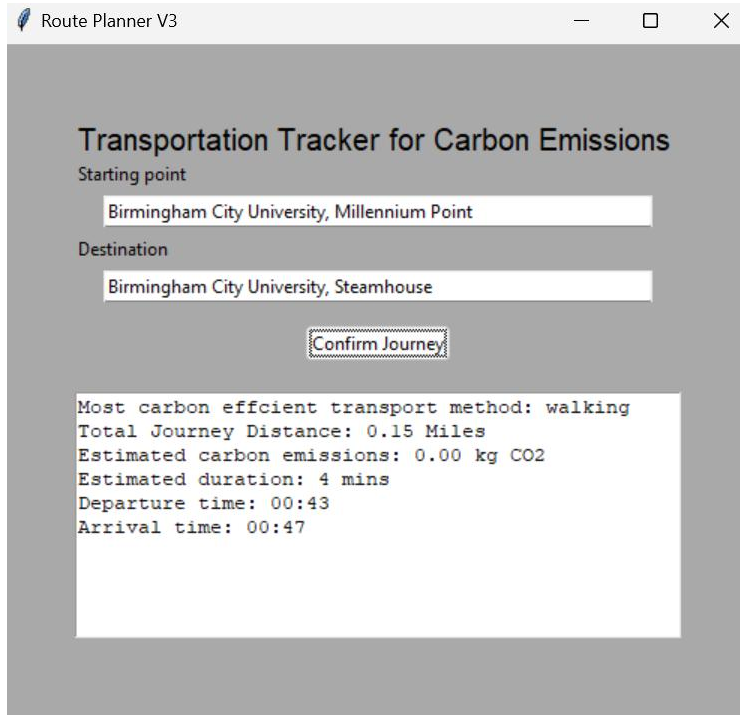 Route Planner V3
Transportation Tracker for Carbon Emissions
Starting point
Birmingham City University, Millennium Point
Destination
Birmingham City University, Steamhouse
Confirm Journey
Most carbon effcient transport method: walking
Total Journey Distance: 0.15 Miles
Estimated carbon emissions: 0.00 kg CO2
Estimated duration: 4 mins
Departure time: 00:43
Arrival time: 00:47